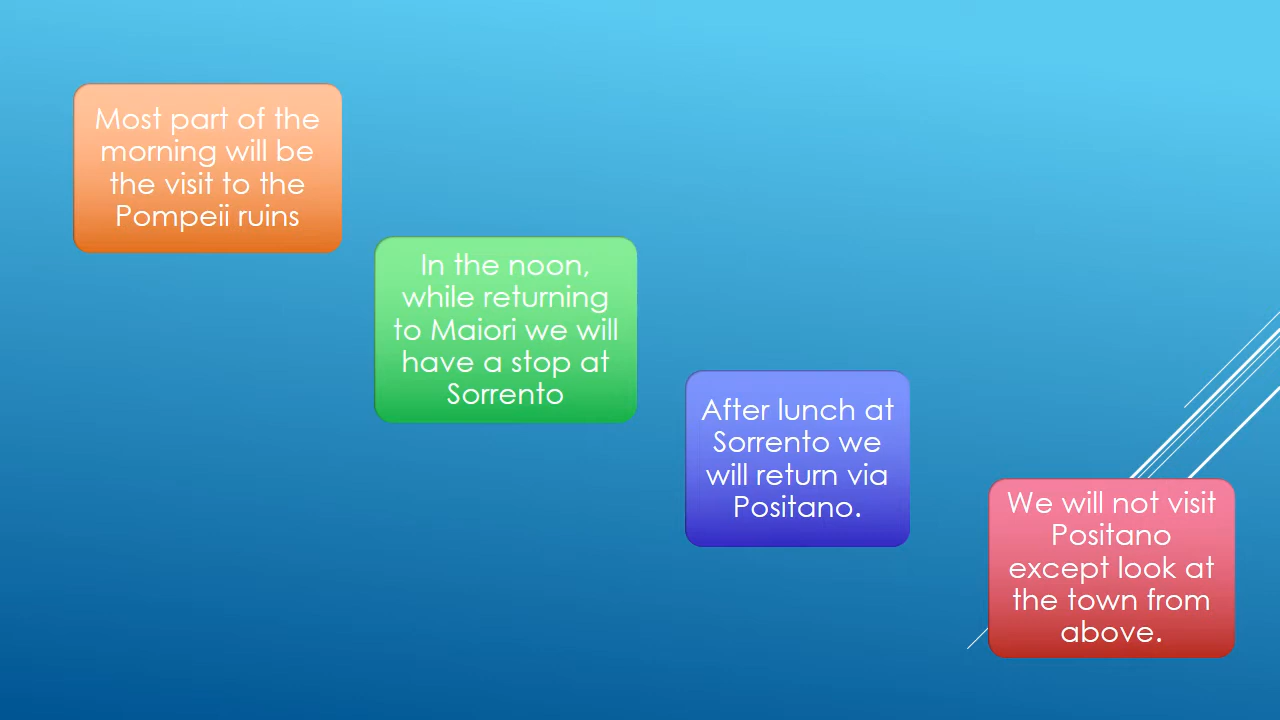 Most part of the
morning will be
the visit to the
Pompeii ruins
In the noon,
while returning
to Maiori we will
have a stop at
Sorrento
After lunch at
Sorrento we
will return via
Positano.
We will not visit
Positano
except look at
the town from
above.